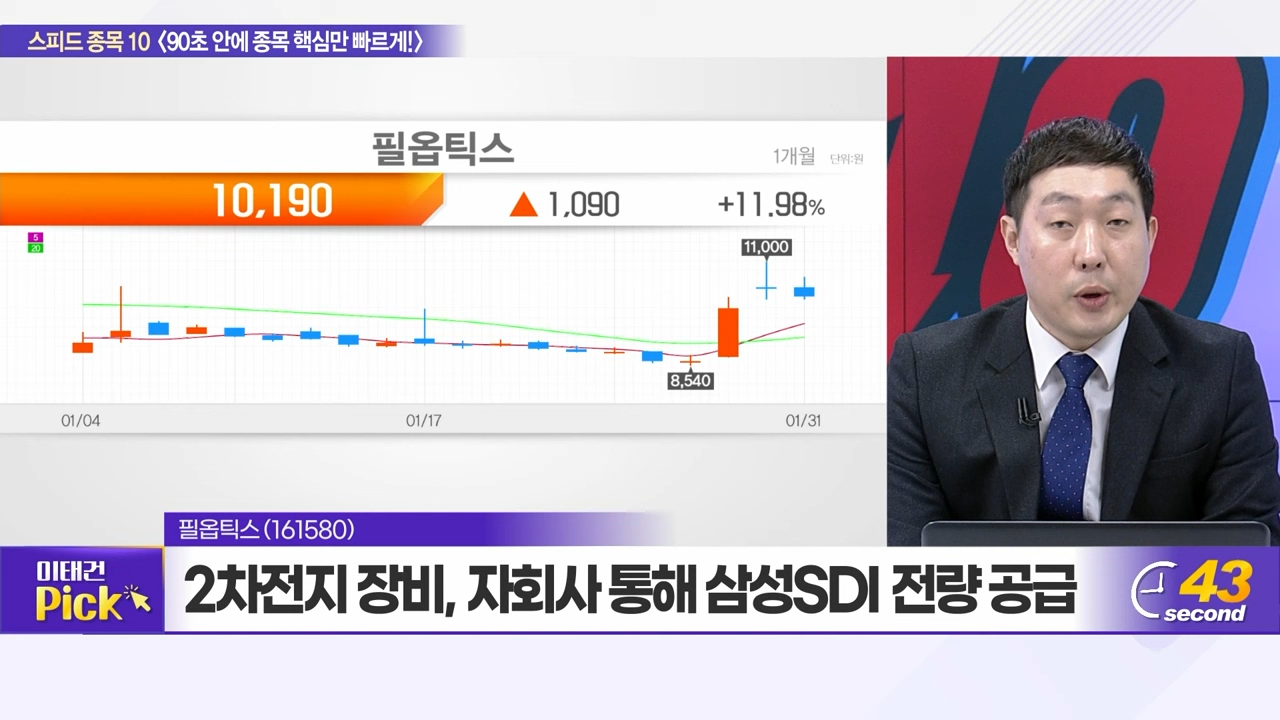 스피드 종목 10 〈90초 안에 종목 핵심만 빠르게!〉
필옵틱스
1개월 단위:원
10,190 ▲ 1,090 +11.98%
5
20
11,000
8,540
01/04 01/17 01/31
필옵틱스 (161580)
이태건
Pick
2차전지 장비, 자회사 통해 삼성SDI 전량 공급
43
second